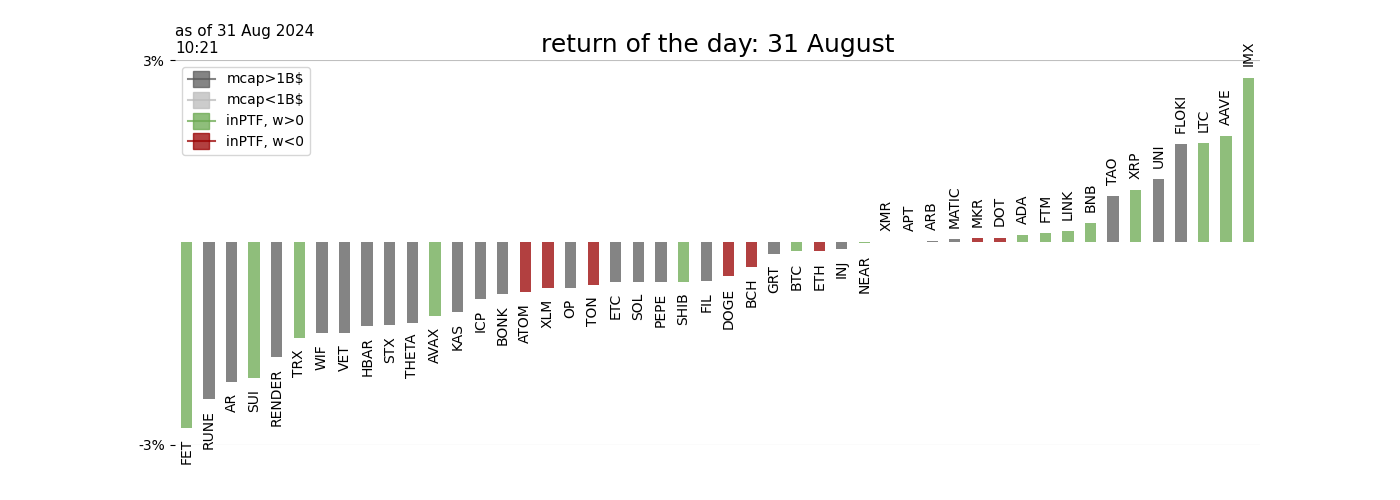 as of 31 Aug 2024
10:21
return of the day: 31 August
3%
mcap>1B$
mcap<1B$
inPTF, w>0
inPTF, w<0
-3%
FET
RUNE
AR
SUI
RENDER
TRX
WIF
VET
HBAR
STX
THETA
AVAX
KAS
ICP
BONK
ATOM
XLM
OP
TON
ETC
SOL
PEPE
SHIB
FIL
DOGE
BCH
GRT
BTC
ETH
INJ
NEAR
XMR
APT
ARB
MATIC
MKR
DOT
ADA
FTM
LINK
BNB
TAO
XRP
UNI
FLOKI
LTC
AAVE
IMX